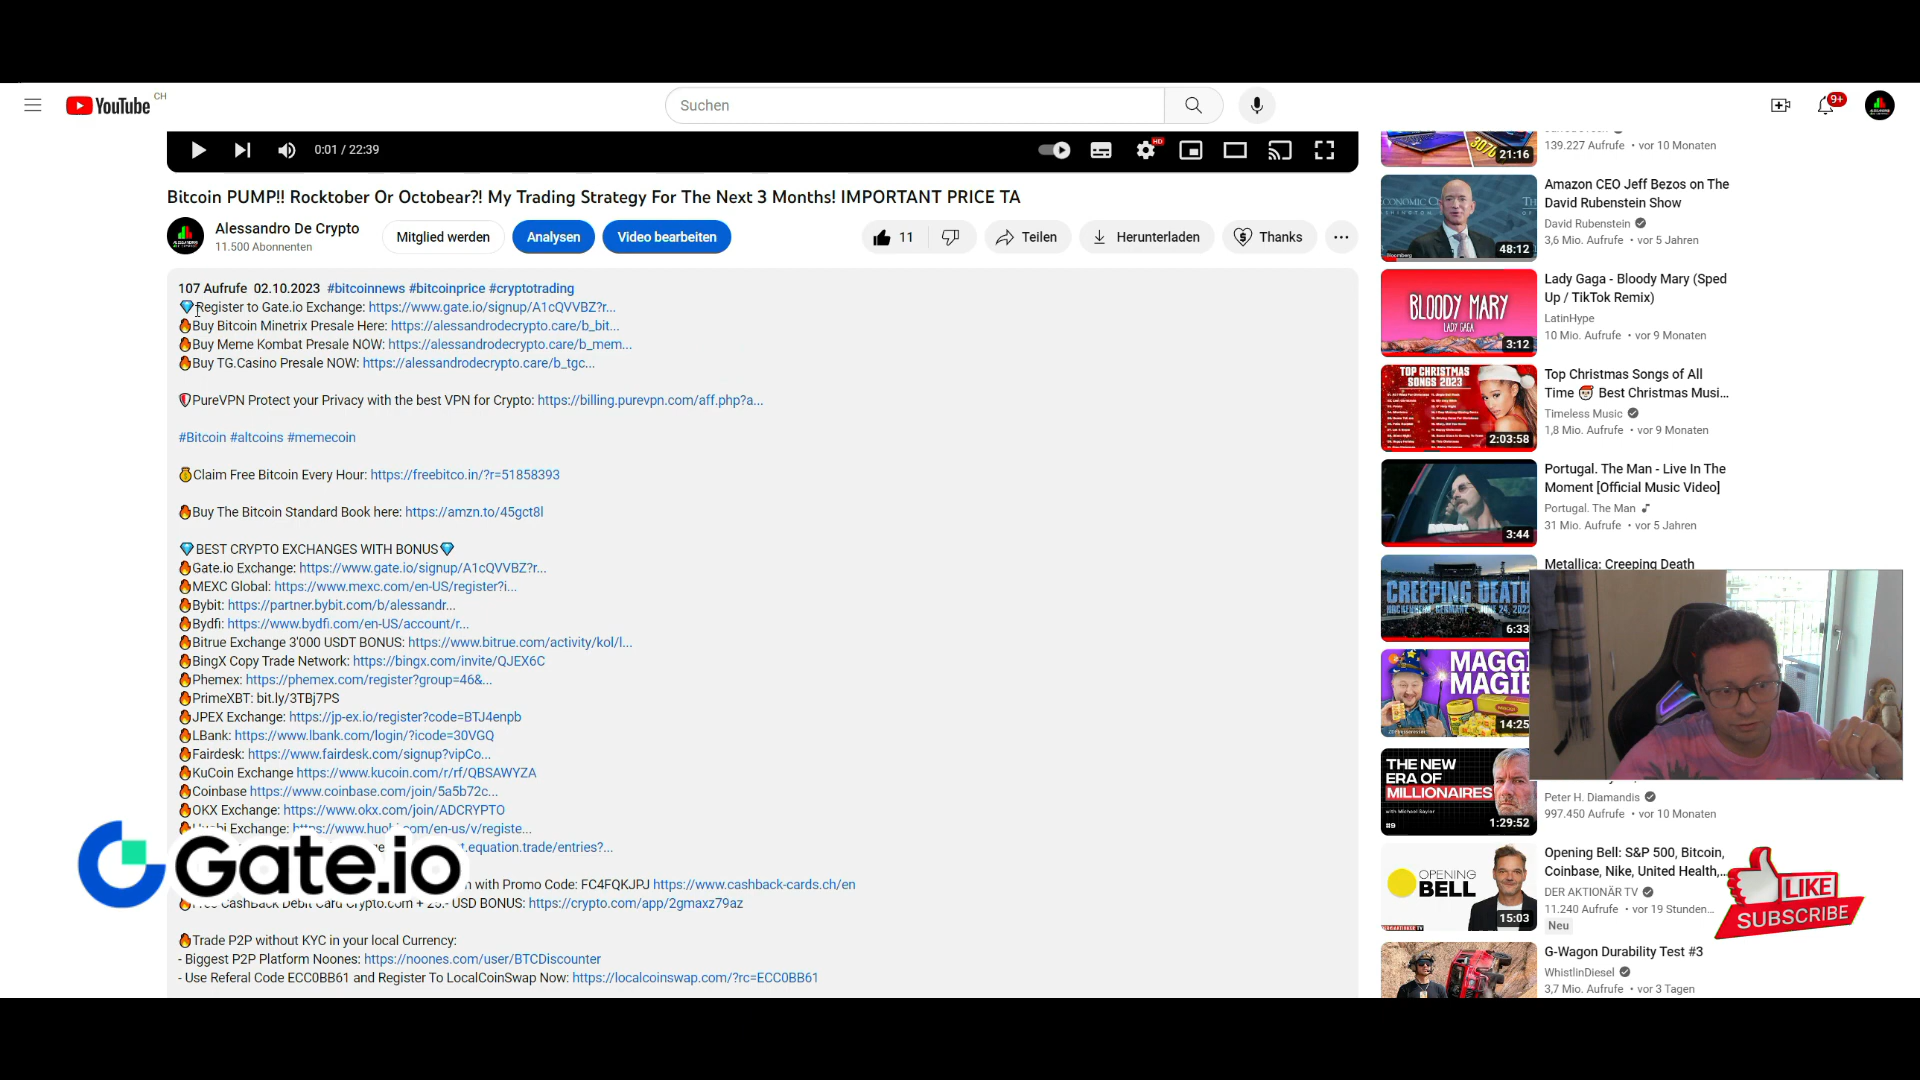 YouTube CH
Suchen
9+
0:01 / 22:39
HD
Bitcoin PUMP!! Rocktober Or Octobear?! My Trading Strategy For The Next 3 Months! IMPORTANT PRICE TA
Alessandro De Crypto
11.500 Abonnenten
Mitglied werden
Analysen
Video bearbeiten
11
Teilen
Herunterladen
Thanks
107 Aufrufe 02.10.2023 #bitcoinnews #bitcoinprice #cryptotrading
💎Register to Gate.io Exchange: https://www.gate.io/signup/A1cQVVBZ?r...
🔥Buy Bitcoin Minetrix Presale Here: https://alessandrodecrypto.care/b_bit...
🔥Buy Meme Kombat Presale NOW: https://alessandrodecrypto.care/b_mem...
🔥Buy TG.Casino Presale NOW: https://alessandrodecrypto.care/b_tgc...
🛡PureVPN Protect your Privacy with the best VPN for Crypto: https://billing.purevpn.com/aff.php?a...
#Bitcoin #altcoins #memecoin
💰Claim Free Bitcoin Every Hour: https://freebitco.in/?r=51858393
🔥Buy The Bitcoin Standard Book here: https://amzn.to/45gct8l
💎BEST CRYPTO EXCHANGES WITH BONUS💎
🔥Gate.io Exchange: https://www.gate.io/signup/A1cQVVBZ?r...
🔥MEXC Global: https://www.mexc.com/en-US/register?i...
🔥Bybit: https://partner.bybit.com/b/alessandr...
🔥Bydfi: https://www.bydfi.com/en-US/account/r...
🔥Bitrue Exchange 3'000 USDT BONUS: https://www.bitrue.com/activity/kol/l...
🔥BingX Copy Trade Network: https://bingx.com/invite/QJEX6C
🔥Phemex: https://phemex.com/register?group=46&...
🔥PrimeXBT: bit.ly/3TBj7PS
🔥JPEX Exchange: https://jp-ex.io/register?code=BTJ4enpb
🔥LBank: https://www.lbank.com/login/?icode=30VGQ
🔥Fairdesk: https://www.fairdesk.com/signup?vipCo...
🔥KuCoin Exchange https://www.kucoin.com/r/rf/QBSAWYZA
🔥Coinbase https://www.coinbase.com/join/5a5b72c...
🔥OKX Exchange: https://www.okx.com/join/ADCRYPTO
Exchange: https://www.huobi.com/en-us/v/registe...
.equation.trade/entries?...
Gate.io
with Promo Code: FC4FQKJPJ https://www.cashback-cards.ch/en
CashBack Debit Card Crypto.com + 25.- USD BONUS: https://crypto.com/app/2gmaxz79az
🔥Trade P2P without KYC in your local Currency:
- Biggest P2P Platform Noones: https://noones.com/user/BTCDiscounter
- Use Referal Code ECC0BB61 and Register To LocalCoinSwap Now: https://localcoinswap.com/?rc=ECC0BB61
3070
21:16
139.227 Aufrufe • vor 10 Monaten
48:12
Amazon CEO Jeff Bezos on The
David Rubenstein Show
David Rubenstein
3,6 Mio. Aufrufe • vor 5 Jahren
BLOODY MARY
LADY GAGA
3:12
Lady Gaga - Bloody Mary (Sped
Up / TikTok Remix)
LatinHype
10 Mio. Aufrufe • vor 9 Monaten
TOP CHRISTMAS
SONGS 2023
2:03:58
Top Christmas Songs of All
Time 🎅 Best Christmas Musi...
Timeless Music
1,8 Mio. Aufrufe • vor 9 Monaten
3:44
Portugal. The Man - Live In The
Moment [Official Music Video]
Portugal. The Man
31 Mio. Aufrufe • vor 5 Jahren
CREEPING DEATH
6:33
Metallica: Creeping Death
MAGGI
MAGIE
14:25
THE NEW
ERA OF
MILLIONAIRES
with Michael Saylor
#9
1:29:52
Peter H. Diamandis
997.450 Aufrufe • vor 10 Monaten
OPENING
BELL
15:03
Opening Bell: S&P 500, Bitcoin,
Coinbase, Nike, United Health,...
DER AKTIONÄR TV
11.240 Aufrufe • vor 19 Stunden...
Neu
LIKE
SUBSCRIBE
G-Wagon Durability Test #3
WhistlinDiesel
3,7 Mio. Aufrufe • vor 3 Tagen